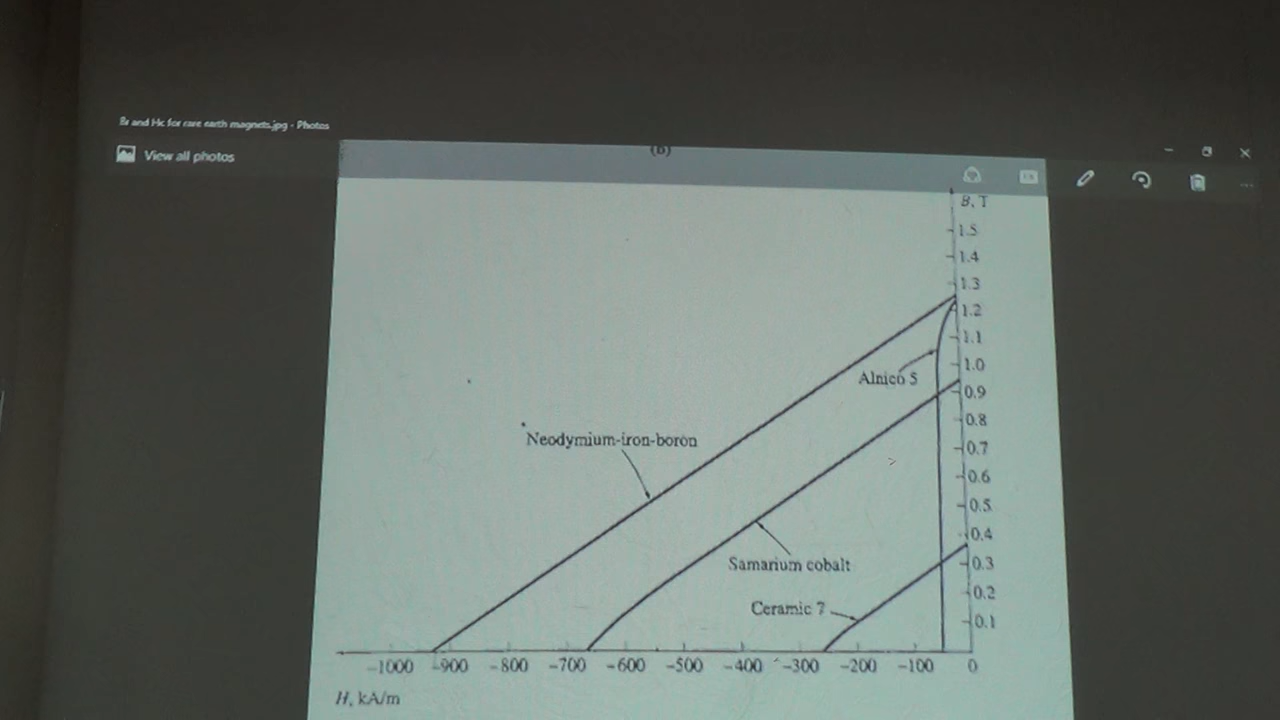 Br and Hc for rare earth magnets.jpg - Photos
View all photos
(b)
B, T
1.5
1.4
1.3
1.2
1.1
1.0
Alnico 5
0.9
0.8
Neodymium-iron-boron
0.7
0.6
0.5
0.4
Samarium cobalt
0.3
0.2
Ceramic 7
0.1
-1000 -900 -800 -700 -600 -500 -400 -300 -200 -100 0
H, kA/m